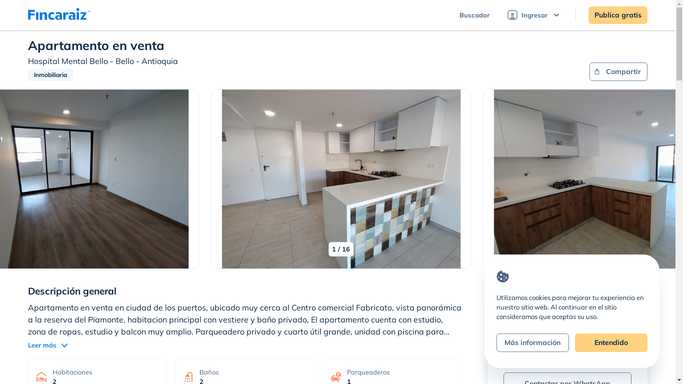 Fincaraiz
Buscador
Ingresar
Publica gratis
Apartamento en venta
Hospital Mental Bello - Bello - Antioquia
Inmobiliaria
Compartir
1 / 16
Descripción general
Apartamento en venta en ciudad de los puertos, ubicado muy cerca al Centro comercial Fabricato, vista panorámica
a la reserva del Piamonte, habitacion principal con vestiere y baño privado, El apartamento cuenta con estudio,
zona de ropas, estudio y balcon muy amplio. Parqueadero privado y cuarto útil grande, unidad con piscina para...
Leer más
Habitaciones
2
Baños
2
Parqueaderos
1
Utilizamos cookies para mejorar tu experiencia en
nuestro sitio web. Al continuar en el sitio
consideramos que aceptas su uso.
Más información
Entendido
Contactar por WhatsApp